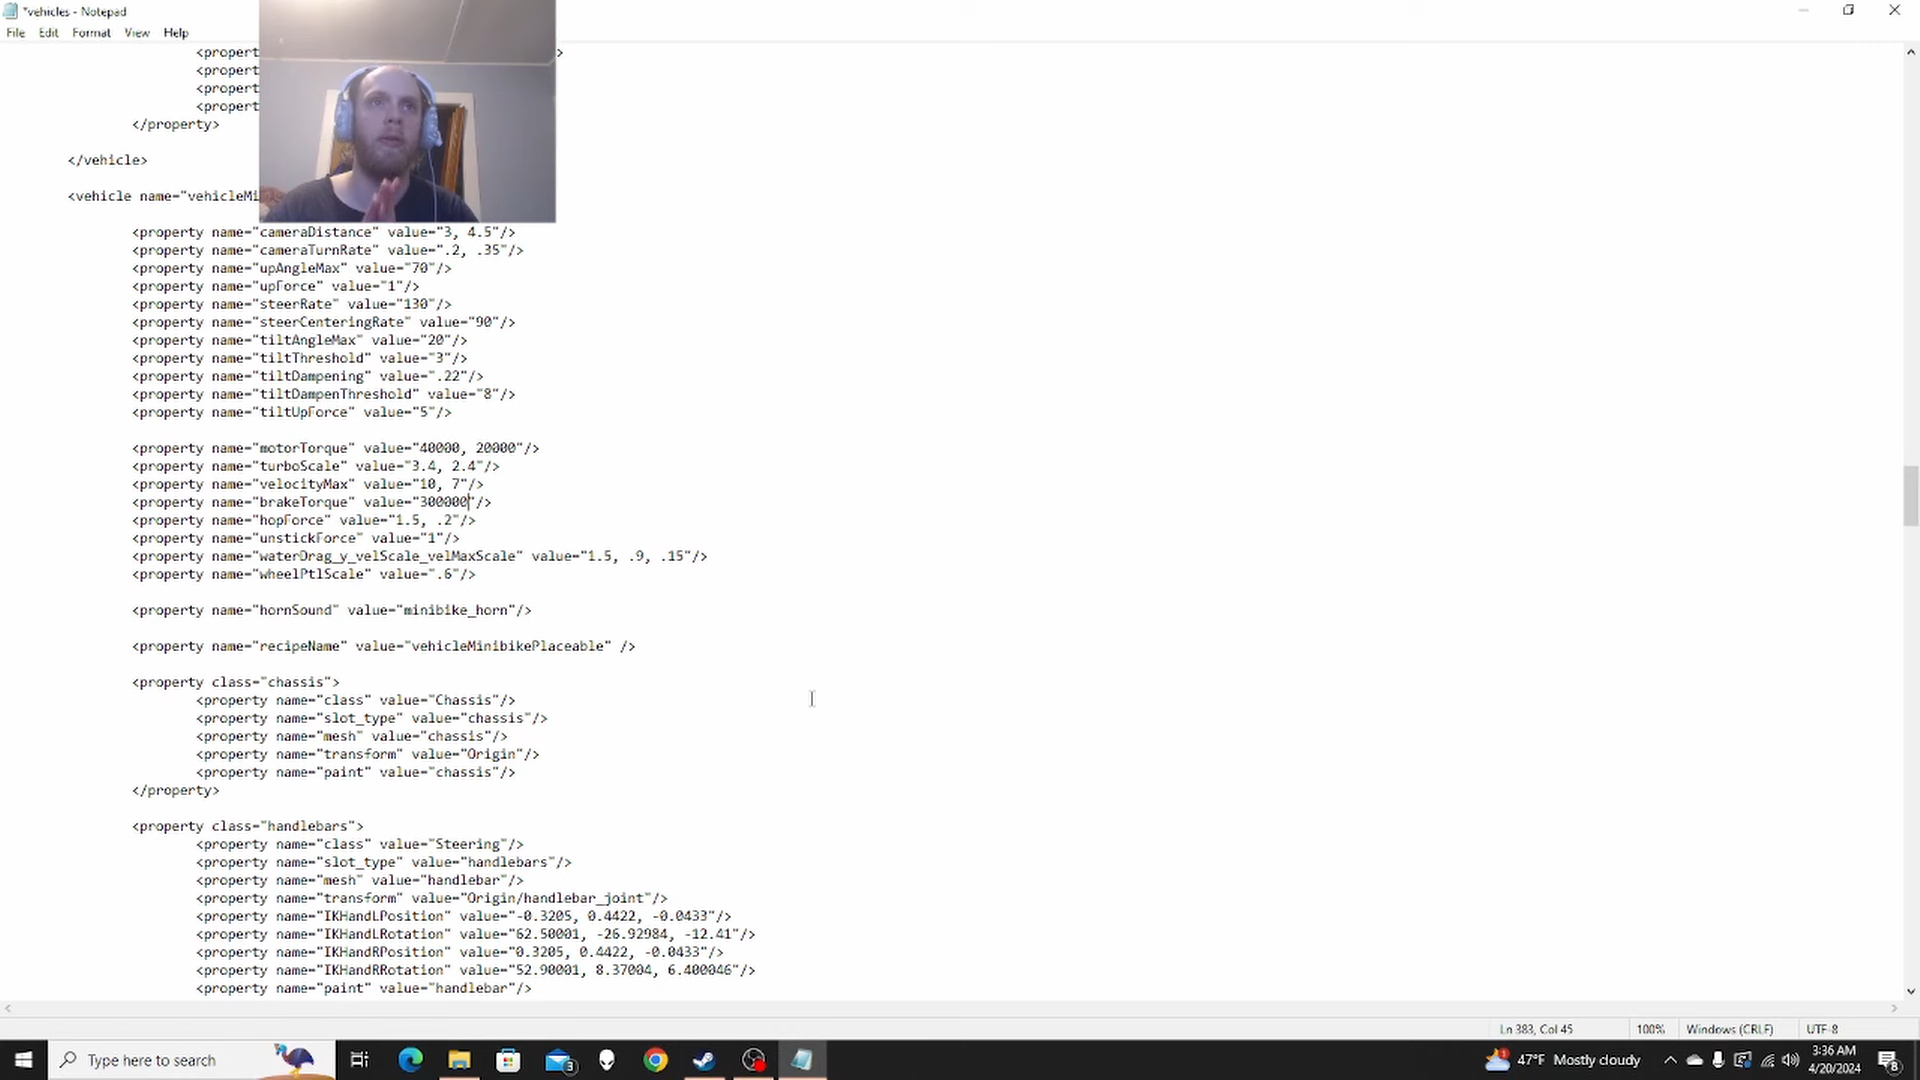 *vehicles - Notepad
File Edit Format View Help
<propert >
<propert
<propert
<propert
</property>
</vehicle>
<vehicle name="vehicleMi
<property name="cameraDistance" value="3, 4.5"/>
<property name="cameraTurnRate" value=".2, .35"/>
<property name="upAngleMax" value="70"/>
<property name="upForce" value="1"/>
<property name="steerRate" value="130"/>
<property name="steerCenteringRate" value="90"/>
<property name="tiltAngleMax" value="20"/>
<property name="tiltThreshold" value="3"/>
<property name="tiltDampening" value=".22"/>
<property name="tiltDampenThreshold" value="8"/>
<property name="tiltUpForce" value="5"/>
<property name="motorTorque" value="40000, 20000"/>
<property name="turboScale" value="3.4, 2.4"/>
<property name="velocityMax" value="10, 7"/>
<property name="brakeTorque" value="300000"/>
<property name="hopForce" value="1.5, .2"/>
<property name="unstickForce" value="1"/>
<property name="waterDrag_y_velScale_velMaxScale" value="1.5, .9, .15"/>
<property name="wheelPtlScale" value=".6"/>
<property name="hornSound" value="minibike_horn"/>
<property name="recipeName" value="vehicleMinibikePlaceable" />
<property class="chassis">
<property name="class" value="Chassis"/>
<property name="slot_type" value="chassis"/>
<property name="mesh" value="chassis"/>
<property name="transform" value="Origin"/>
<property name="paint" value="chassis"/>
</property>
<property class="handlebars">
<property name="class" value="Steering"/>
<property name="slot_type" value="handlebars"/>
<property name="mesh" value="handlebar"/>
<property name="transform" value="Origin/handlebar_joint"/>
<property name="IKHandLPosition" value="-0.3205, 0.4422, -0.0433"/>
<property name="IKHandLRotation" value="62.50001, -26.92984, -12.41"/>
<property name="IKHandRPosition" value="0.3205, 0.4422, -0.0433"/>
<property name="IKHandRRotation" value="52.90001, 8.37004, 6.400046"/>
<property name="paint" value="handlebar"/>
Ln 383, Col 45 100% Windows (CRLF) UTF-8
Type here to search 3 47°F Mostly cloudy 3:36 AM
4/20/2024 8